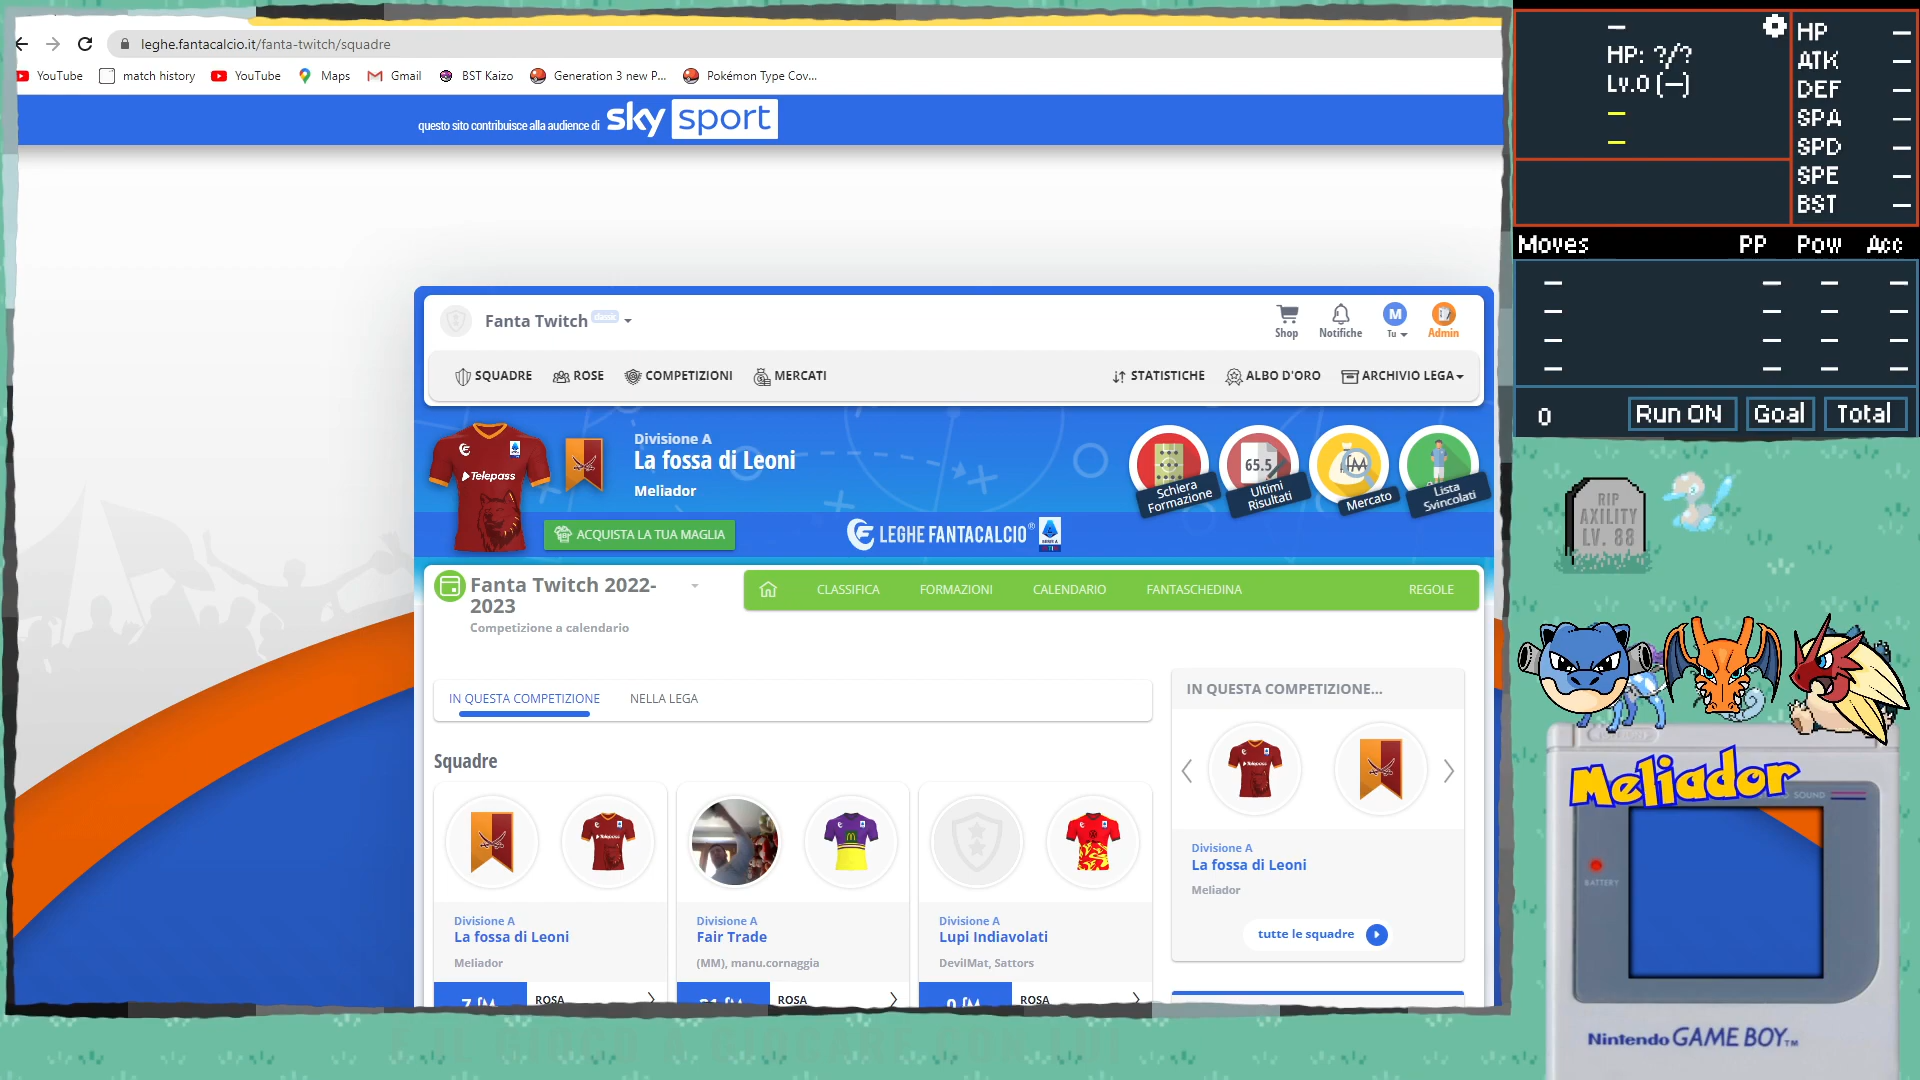 leghe.fantacalcio.it/fanta-twitch/squadre
YouTube match history YouTube Maps Gmail BST Kaizo Generation 3 new P... Pokémon Type Cov...
questo sito contribuisce alla audience di sky sport
Fanta Twitch classic
Shop Notifiche M Tu Admin
SQUADRE ROSE COMPETIZIONI MERCATI STATISTICHE ALBO D'ORO ARCHIVIO LEGA
Telepass
Divisione A
La fossa di Leoni
Meliador
Schiera Formazione
65.5 Ultimi Risultati
Mercato
Lista Svincolati
ACQUISTA LA TUA MAGLIA
LEGHE FANTACALCIO®
Fanta Twitch 2022-
2023
Competizione a calendario
CLASSIFICA FORMAZIONI CALENDARIO FANTASCHEDINA REGOLE
IN QUESTA COMPETIZIONE NELLA LEGA
Squadre
Divisione A
La fossa di Leoni
Meliador
ROSA
Divisione A
Fair Trade
(MM), manu.cornaggia
ROSA
Divisione A
Lupi Indiavolati
DevilMat, Sattors
ROSA
IN QUESTA COMPETIZIONE...
Divisione A
La fossa di Leoni
Meliador
tutte le squadre
—
HP: ?/?
Lv.0 (—)
—
—
HP —
ATK —
DEF —
SPA —
SPD —
SPE —
BST —
Moves PP Pow Acc
— — — —
— — — —
— — — —
— — — —
0 Run ON Goal Total
RIP
AXILITY
LV. 88
Meliador
SOUND
BATTERY
Nintendo GAME BOY™